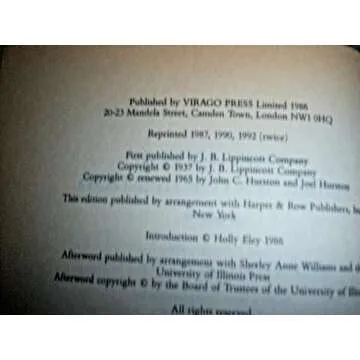 Published by VIRAGO PRESS Limited 1986
20-23 Mandela Street, Camden Town, London NW1 0HQ
Reprinted 1987, 1990, 1992 (twice)
First published by J. B. Lippincott Company
Copyright © 1937 by J. B. Lippincott Company
Copyright © renewed 1965 by John C. Hurston and Joel Hurston
This edition published by arrangement with Harper & Row Publishers,
New York
Introduction © Holly Eley 1986
Afterword published by arrangement with Sherley Anne Williams and
University of Illinois Press
Afterword copyright © by the Board of Trustees of the University of
All rights reserved